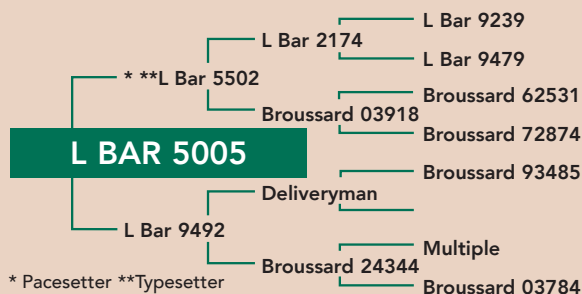 L Bar 9239
L Bar 2174
L Bar 9479
* **L Bar 5502
Broussard 62531
Broussard 03918
Broussard 72874
L BAR 5005
Broussard 93485
Deliveryman
L Bar 9492
Multiple
Broussard 24344
* Pacesetter **Typesetter
Broussard 03784